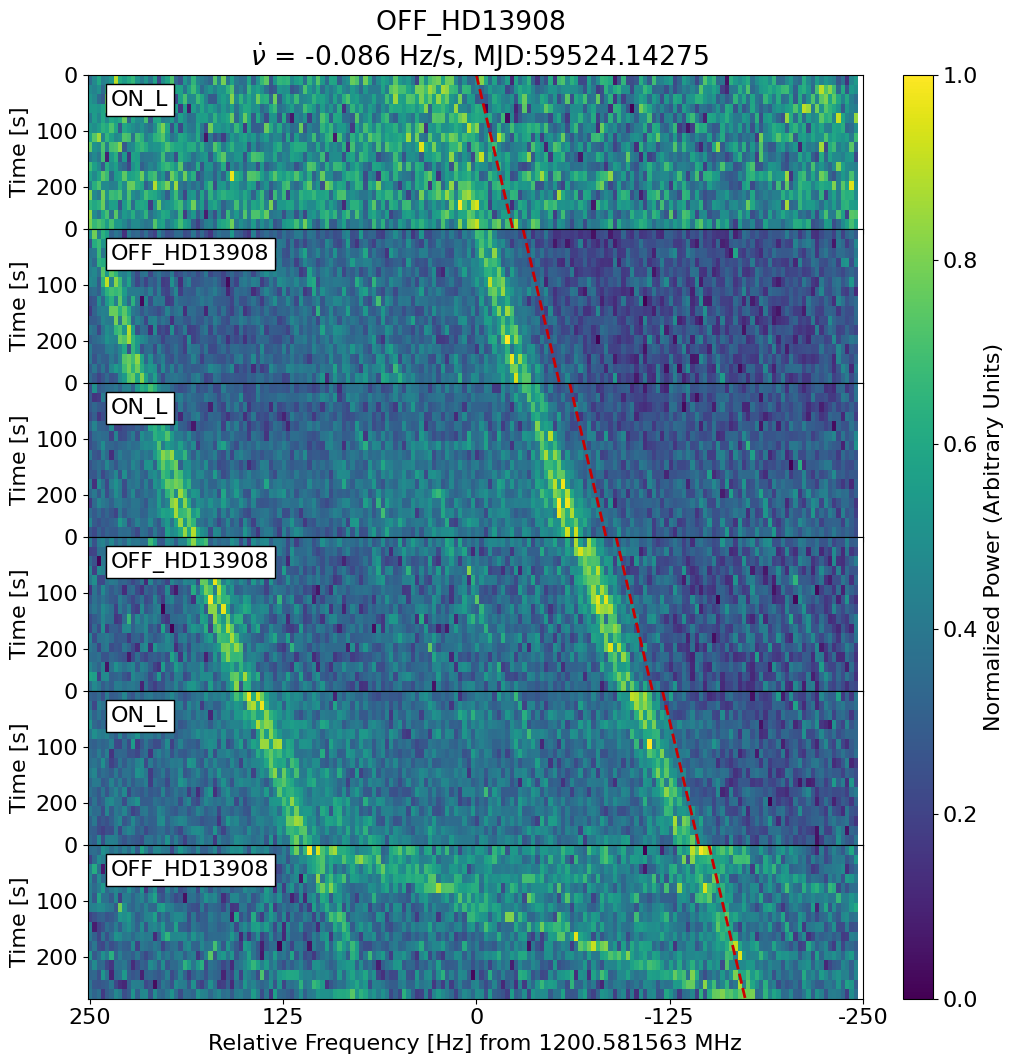 OFF_HD13908
ν̇ = -0.086 Hz/s, MJD:59524.14275
ON_L
OFF_HD13908
ON_L
OFF_HD13908
ON_L
OFF_HD13908
Time [s]
Time [s]
Time [s]
Time [s]
Time [s]
Time [s]
0
100
200
0
100
200
0
100
200
0
100
200
0
100
200
0
100
200
250
125
0
-125
-250
Relative Frequency [Hz] from 1200.581563 MHz
1.0
0.8
0.6
0.4
0.2
0.0
Normalized Power (Arbitrary Units)